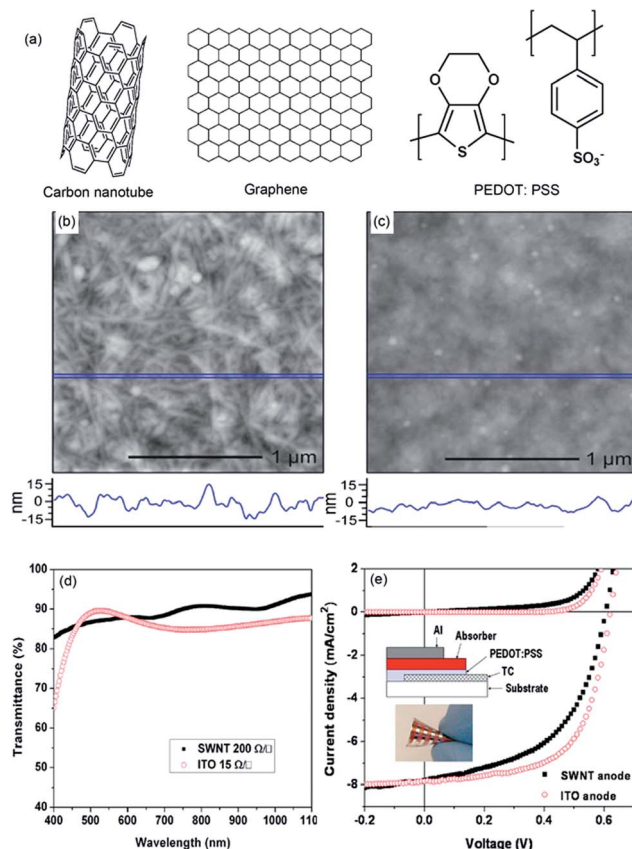 (a)
O
O
S
SO₃⁻
Carbon nanotube
Graphene
PEDOT: PSS
(b)
1 µm
(c)
1 µm
nm
15
0
-15
nm
15
0
-15
(d)
Transmittance (%)
100
90
80
70
60
50
40
400 500 600 700 800 900 1000 1100
Wavelength (nm)
SWNT 200 Ω/□
ITO 15 Ω/□
(e)
Current density (mA/cm²)
2
0
-2
-4
-6
-8
-0.2 0.0 0.2 0.4 0.6
Voltage (V)
Al
Absorber
PEDOT:PSS
TC
Substrate
SWNT anode
ITO anode